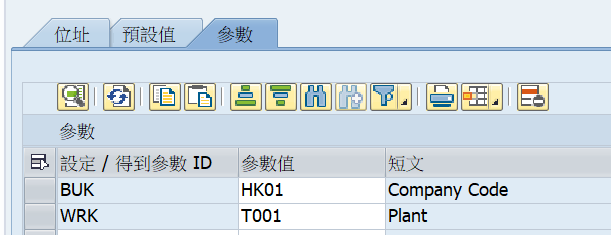 位址 預設值 參數
參數
設定 / 得到參數 ID 參數值 短文
BUK HK01 Company Code
WRK T001 Plant